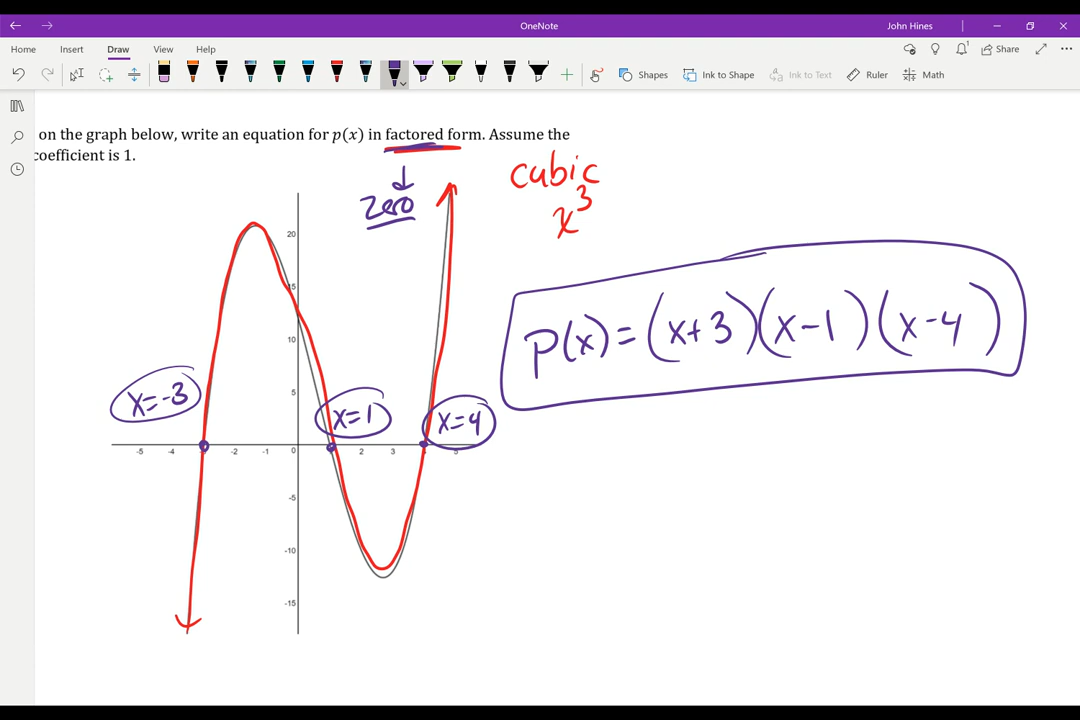 OneNote
John Hines
Home Insert Draw View Help
1
Share
Shapes Ink to Shape Ink to Text Ruler Math
on the graph below, write an equation for p(x) in factored form. Assume the
coefficient is 1.
cubic
x³
zero
20
15
10
5
0
-5
-10
-15
-5 -4 -2 -1 2 3 5
x=-3
x=1
x=4
P(x)=(x+3)(x-1)(x-4)